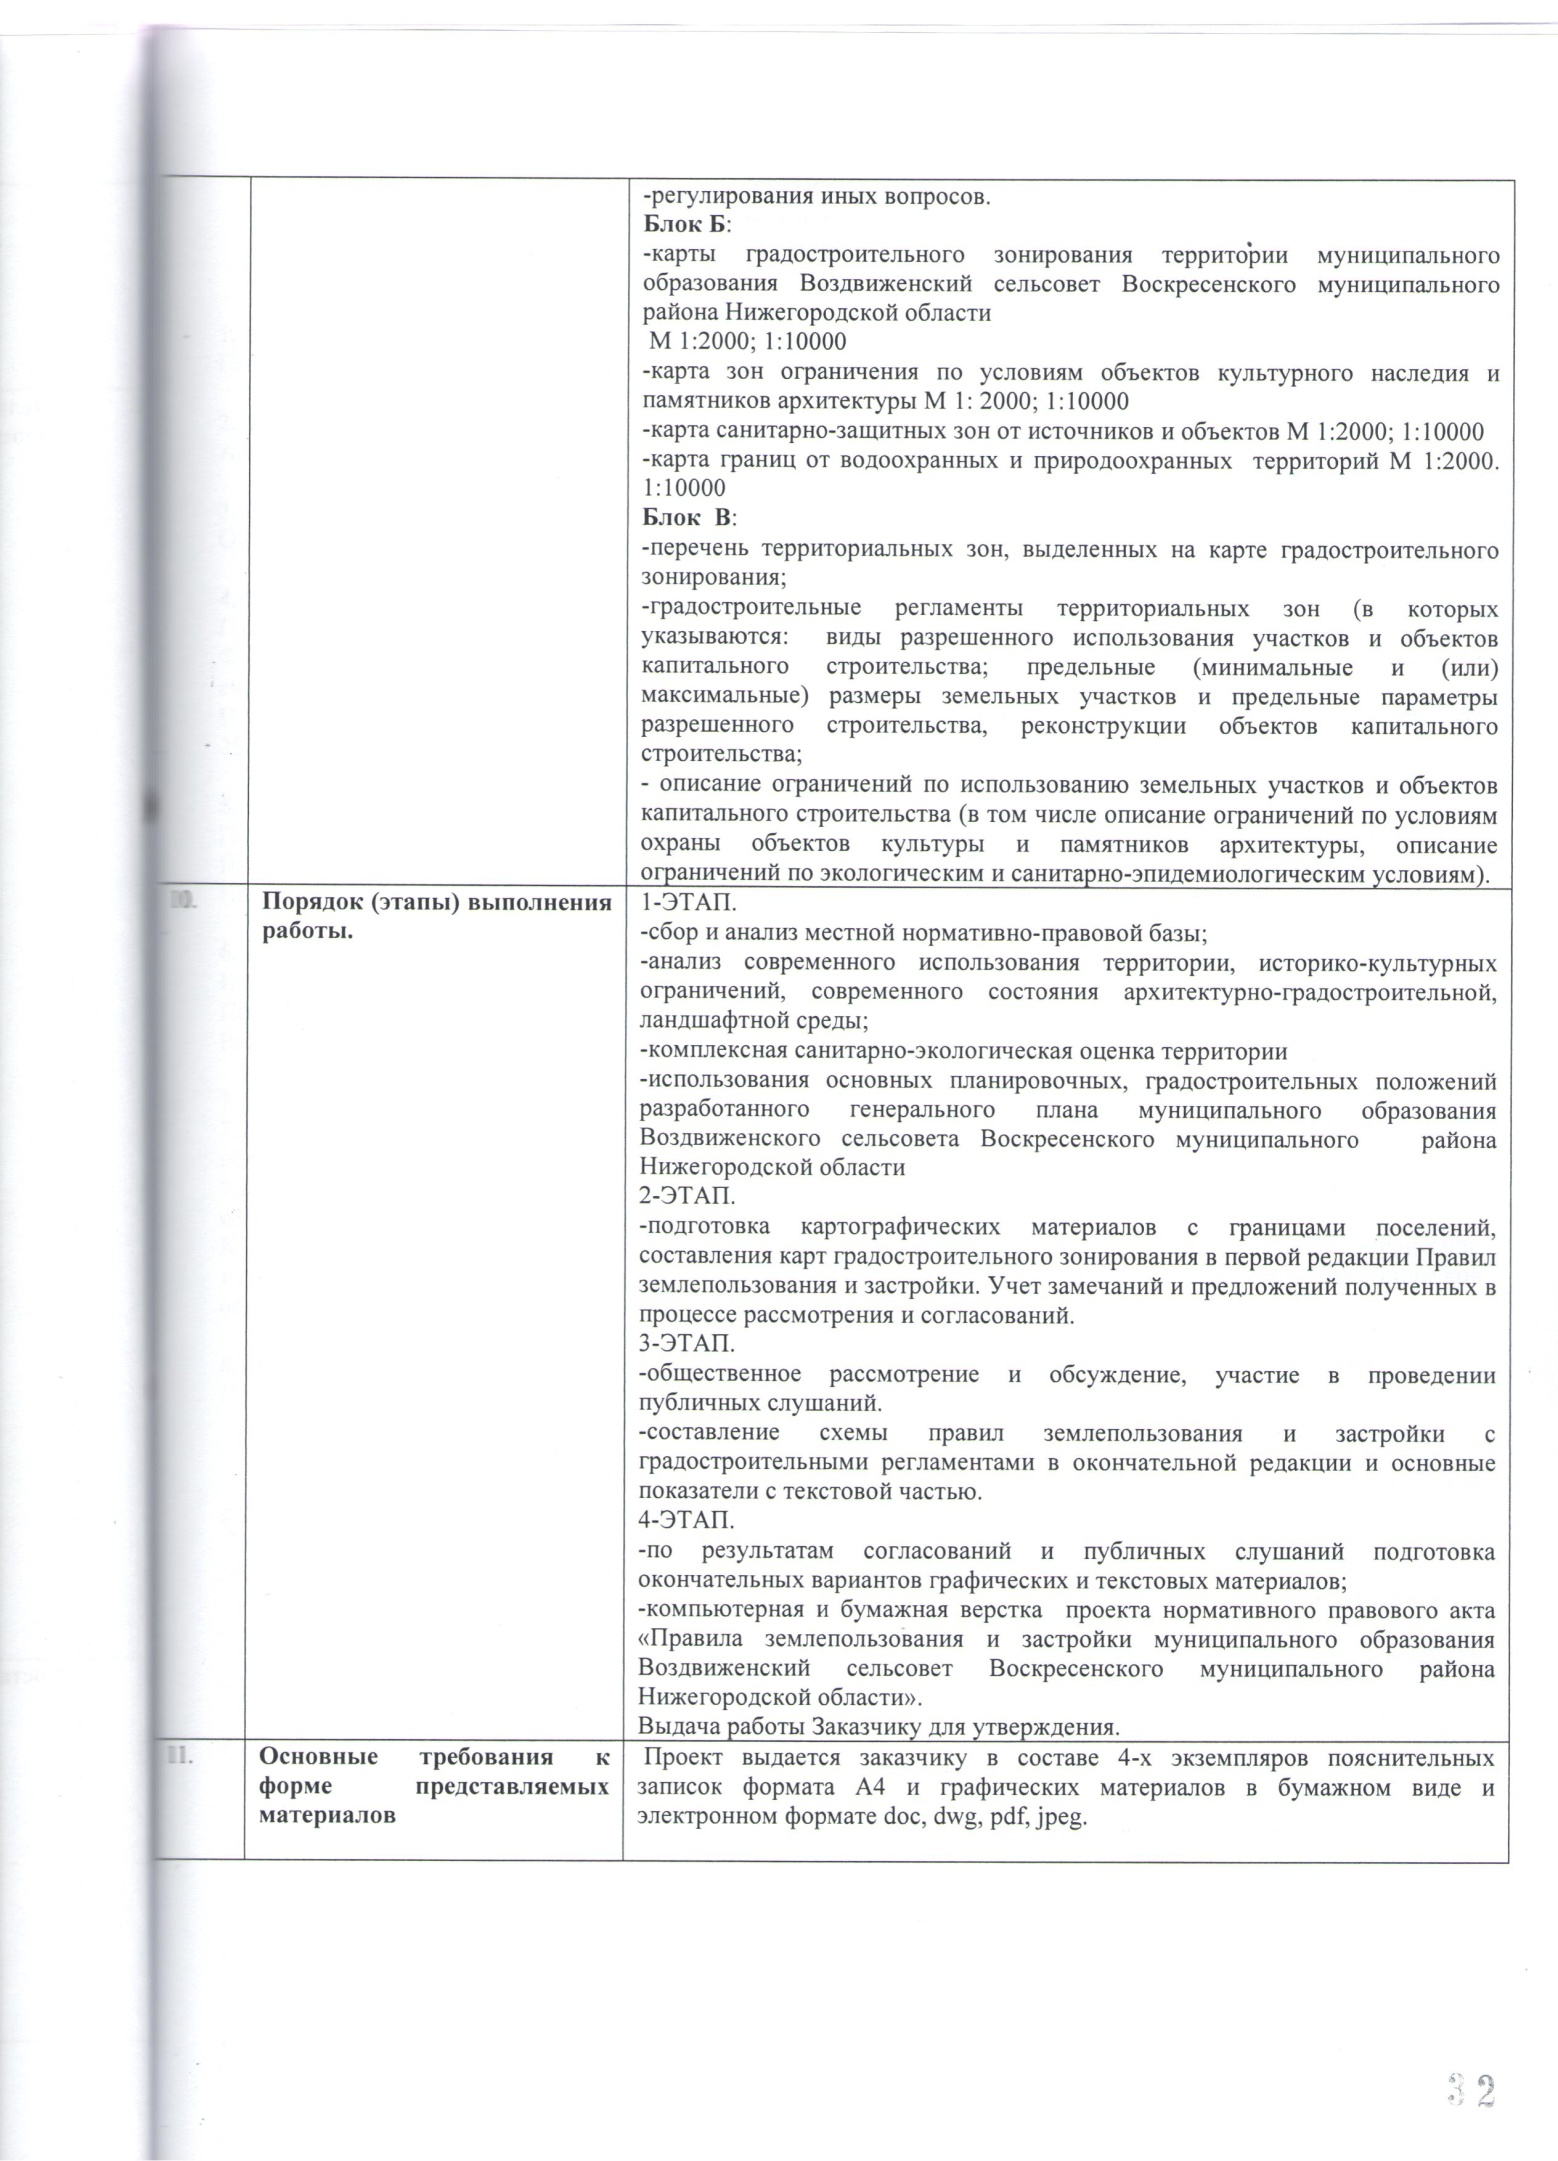 -регулирования иных вопросов.
Блок Б:
-карты градостроительного зонирования территории муниципального
образования Воздвиженский сельсовет Воскресенского муниципального
района Нижегородской области
М 1:2000; 1:10000
-карта зон ограничения по условиям объектов культурного наследия и
памятников архитектуры М 1: 2000; 1:10000
-карта санитарно-защитных зон от источников и объектов М 1:2000; 1:10000
-карта границ от водоохранных и природоохранных территорий М 1:2000.
1:10000
Блок В:
-перечень территориальных зон, выделенных на карте градостроительного
зонирования;
-градостроительные регламенты территориальных зон (в которых
указываются: виды разрешенного использования участков и объектов
капитального строительства; предельные (минимальные и (или)
максимальные) размеры земельных участков и предельные параметры
разрешенного строительства, реконструкции объектов капитального
строительства;
- описание ограничений по использованию земельных участков и объектов
капитального строительства (в том числе описание ограничений по условиям
охраны объектов культуры и памятников архитектуры, описание
ограничений по экологическим и санитарно-эпидемиологическим условиям).
10.
Порядок (этапы) выполнения
работы.
1-ЭТАП.
-сбор и анализ местной нормативно-правовой базы;
-анализ современного использования территории, историко-культурных
ограничений, современного состояния архитектурно-градостроительной,
ландшафтной среды;
-комплексная санитарно-экологическая оценка территории
-использования основных планировочных, градостроительных положений
разработанного генерального плана муниципального образования
Воздвиженского сельсовета Воскресенского муниципального района
Нижегородской области
2-ЭТАП.
-подготовка картографических материалов с границами поселений,
составления карт градостроительного зонирования в первой редакции Правил
землепользования и застройки. Учет замечаний и предложений полученных в
процессе рассмотрения и согласований.
3-ЭТАП.
-общественное рассмотрение и обсуждение, участие в проведении
публичных слушаний.
-составление схемы правил землепользования и застройки с
градостроительными регламентами в окончательной редакции и основные
показатели с текстовой частью.
4-ЭТАП.
-по результатам согласований и публичных слушаний подготовка
окончательных вариантов графических и текстовых материалов;
-компьютерная и бумажная верстка проекта нормативного правового акта
«Правила землепользования и застройки муниципального образования
Воздвиженский сельсовет Воскресенского муниципального района
Нижегородской области».
Выдача работы Заказчику для утверждения.
11.
Основные требования к
форме представляемых
материалов
Проект выдается заказчику в составе 4-х экземпляров пояснительных
записок формата А4 и графических материалов в бумажном виде и
электронном формате doc, dwg, pdf, jpeg.
32